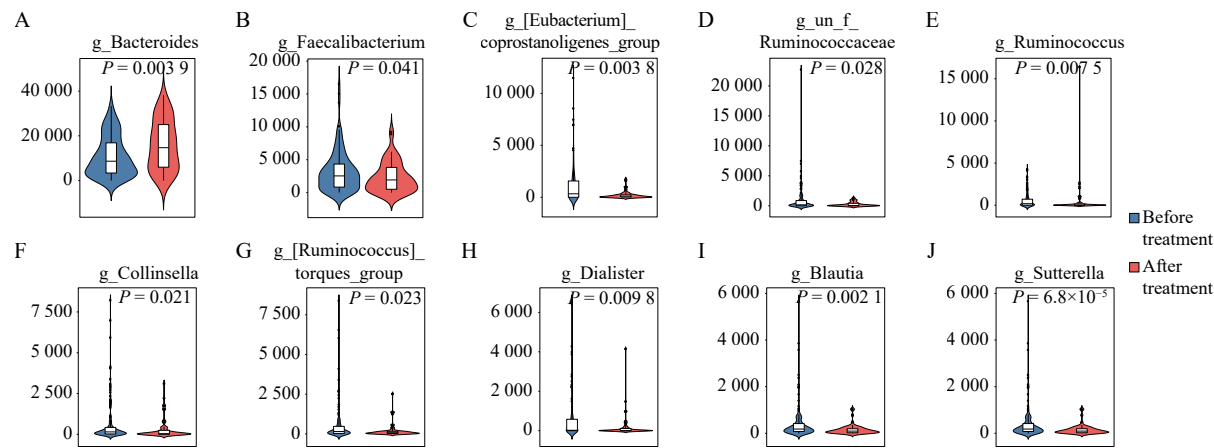 A
g_Bacteroides
P = 0.003 9
40 000
20 000
0
B
g_Faecalibacterium
P = 0.041
20 000
15 000
10 000
5 000
0
C
g_[Eubacterium]_
coprostanoligenes_group
P = 0.003 8
10 000
5 000
0
D
g_un_f_
Ruminococcaceae
P = 0.028
20 000
15 000
10 000
5 000
0
E
g_Ruminococcus
P = 0.007 5
15 000
10 000
5 000
0
F
g_Collinsella
P = 0.021
7 500
5 000
2 500
0
G
g_[Ruminococcus]_
torques_group
P = 0.023
7 500
5 000
2 500
0
H
g_Dialister
P = 0.009 8
6 000
4 000
2 000
0
I
g_Blautia
P = 0.002 1
6 000
4 000
2 000
0
J
g_Sutterella
P = 6.8×10⁻⁵
6 000
4 000
2 000
0
Before
treatment
After
treatment